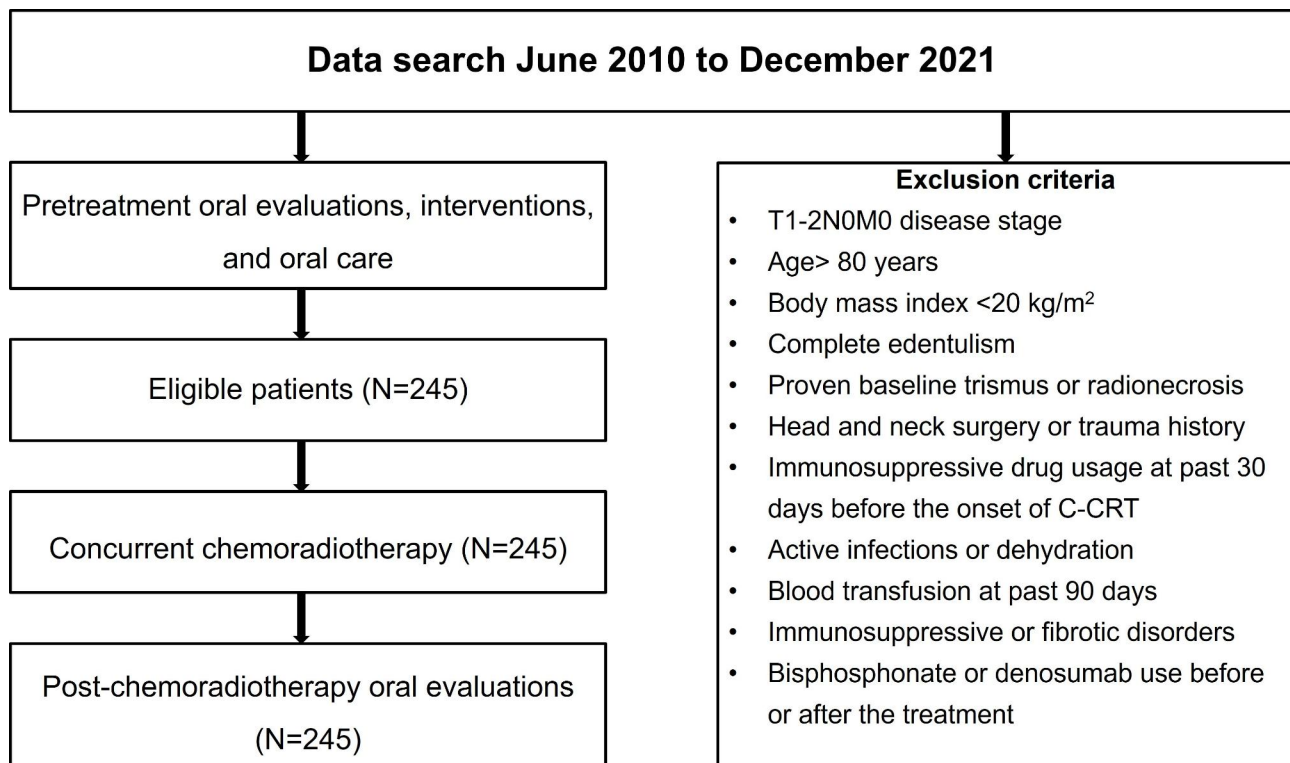 Data search June 2010 to December 2021
Pretreatment oral evaluations, interventions,
and oral care
Eligible patients (N=245)
Concurrent chemoradiotherapy (N=245)
Post-chemoradiotherapy oral evaluations
(N=245)
Exclusion criteria
• T1-2N0M0 disease stage
• Age> 80 years
• Body mass index <20 kg/m²
• Complete edentulism
• Proven baseline trismus or radionecrosis
• Head and neck surgery or trauma history
• Immunosuppressive drug usage at past 30
days before the onset of C-CRT
• Active infections or dehydration
• Blood transfusion at past 90 days
• Immunosuppressive or fibrotic disorders
• Bisphosphonate or denosumab use before
or after the treatment